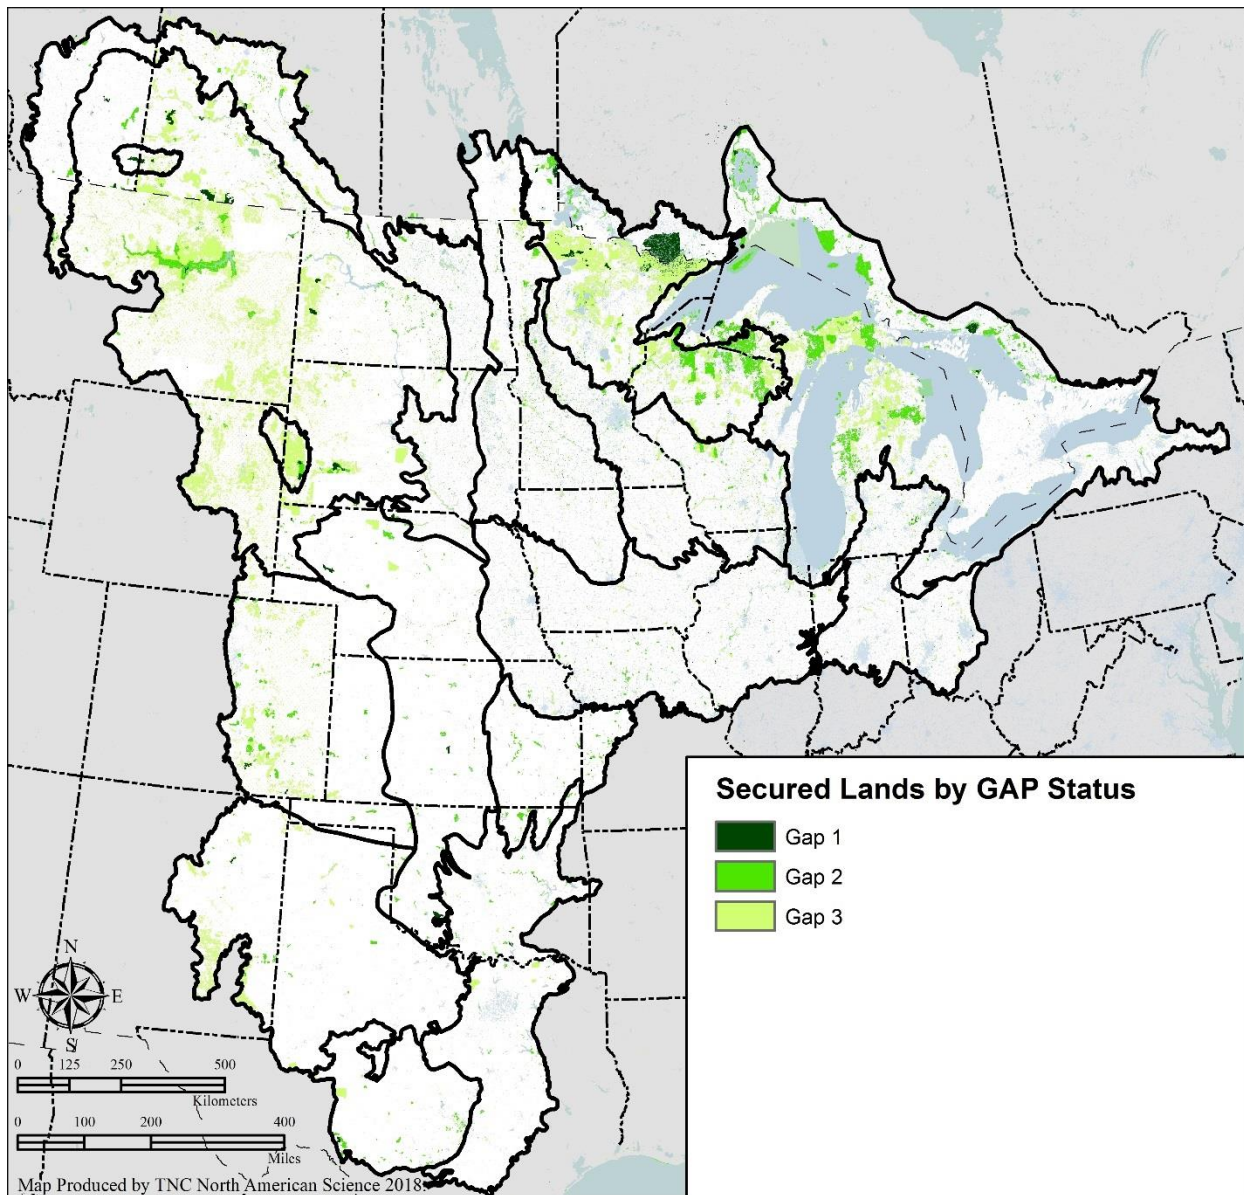 Secured Lands by GAP Status
Gap 1
Gap 2
Gap 3
N
W E
S
0 125 250 500
Kilometers
0 100 200 400
Miles
Map Produced by TNC North American Science 2018.